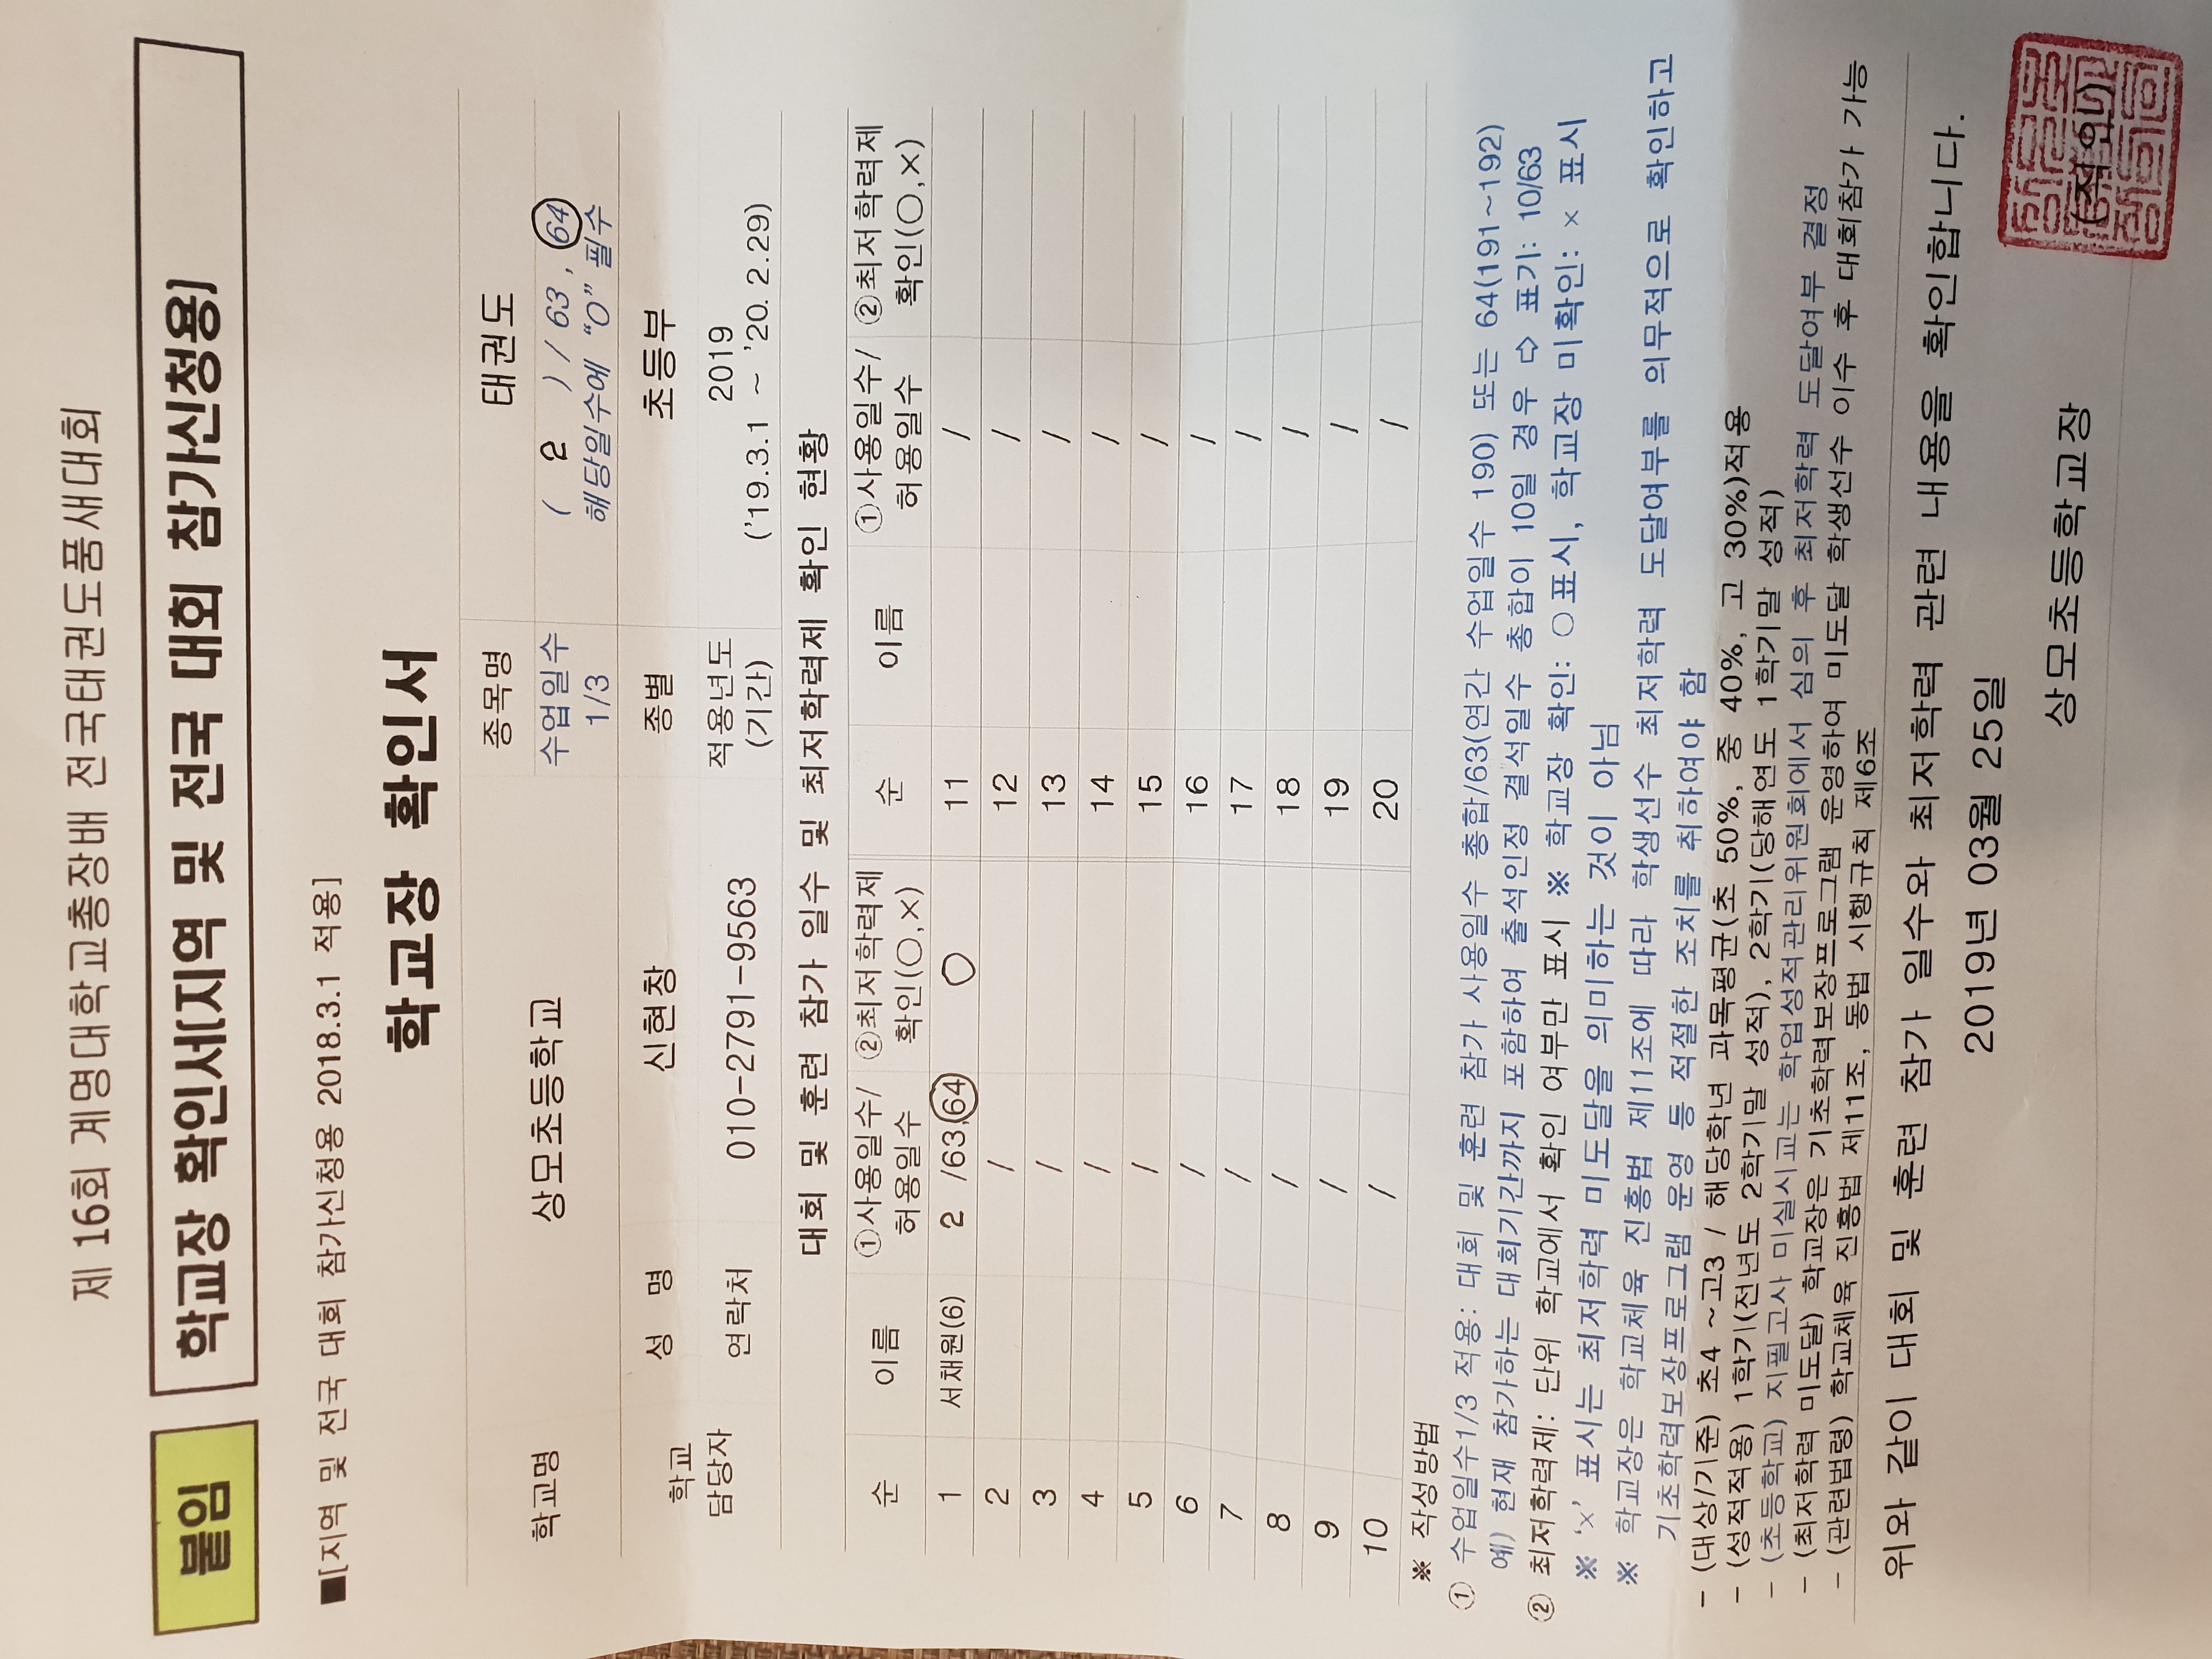 제 16회 계명대학교총장배 전국태권도품새대회
붙임 학교장 확인서[지역 및 전국 대회 참가신청용]
■[지역 및 전국 대회 참가신청용 2018.3.1 적용]
학교장 확인서
학교명 상모초등학교 종목명 태권도
수업일수 1/3 ( 2 ) / 63 , 64
해당일수에 “O” 필수
학교 담당자 성 명 신현창 종별 초등부
연락처 010-2791-9563 적용년도 (기간) 2019
('19.3.1 ~ '20. 2.29)
대회 및 훈련 참가 일수 및 최저학력제 확인 현황
순 이름 ①사용일수/ 허용일수 ②최저학력제 확인(○,×) 순 이름 ①사용일수/ 허용일수 ②최저학력제 확인(○,×)
1 서채원(6) 2 /63,64 ○ 11 /
2 / 12 /
3 / 13 /
4 / 14 /
5 / 15 /
6 / 16 /
7 / 17 /
8 / 18 /
9 / 19 /
10 / 20 /
※ 작성방법
① 수업일수1/3 적용: 대회 및 훈련 참가 사용일수 총합/63(연간 수업일수 190) 또는 64(191~192)
예) 현재 참가하는 대회기간까지 포함하여 출석인정 결석일수 총합이 10일 경우 ⇨ 표기: 10/63
② 최저학력제: 단위 학교에서 확인 여부만 표시 ※ 학교장 확인: ○ 표시, 학교장 미확인: × 표시
※ ‘×’ 표시는 최저학력 미도달을 의미하는 것이 아님
※ 학교장은 학교체육 진흥법 제11조에 따라 학생선수 최저학력 도달여부를 의무적으로 확인하고
기초학력보장프로그램 운영 등 적절한 조치를 취하여야 함
- (대상/기준) 초4 ~고3 / 해당학년 과목평균(초 50%, 중 40%, 고 30%)적용
- (성적적용) 1학기(전년도 2학기말 성적), 2학기(당해연도 1학기말 성적)
- (초등학교) 지필고사 미실시교는 학업성적관리위원회에서 심의 후 최저학력 도달여부 결정
- (최저학력 미도달) 학교장은 기초학력보장프로그램 운영하여 미도달 학생선수 이수 후 대회참가 가능
- (관련법령) 학교체육 진흥법 제11조, 동법 시행규칙 제6조
위와 같이 대회 및 훈련 참가 일수와 최저학력 관련 내용을 확인합니다.
2019년 03월 25일
상모초등학교장 (직인)